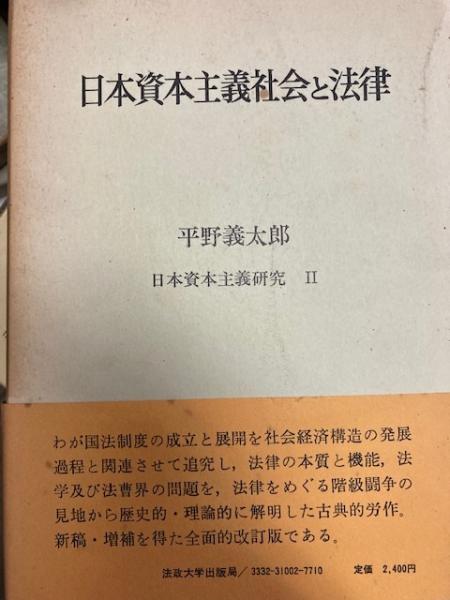 日本資本主義社会と法律
平野義太郎
日本資本主義研究 II
わが国法制度の成立と展開を社会経済構造の発展
過程と関連させて追究し，法律の本質と機能，法
学及び法曹界の問題を，法律をめぐる階級闘争の
見地から歴史的・理論的に解明した古典的労作。
新稿・増補を得た全面的改訂版である。
法政大学出版局／3332-31002-7710 定価 2,400円